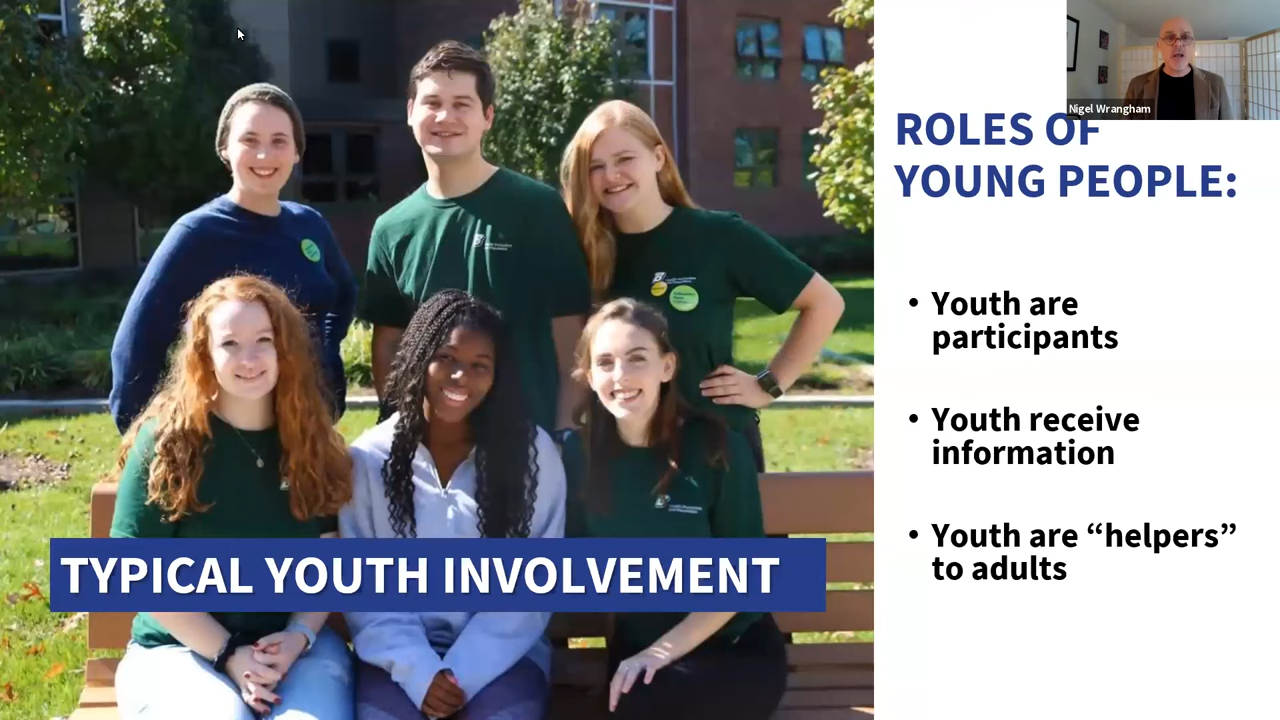 Nigel Wrangham
ROLES OF
YOUNG PEOPLE:
• Youth are
participants
• Youth receive
information
• Youth are “helpers”
to adults
TYPICAL YOUTH INVOLVEMENT